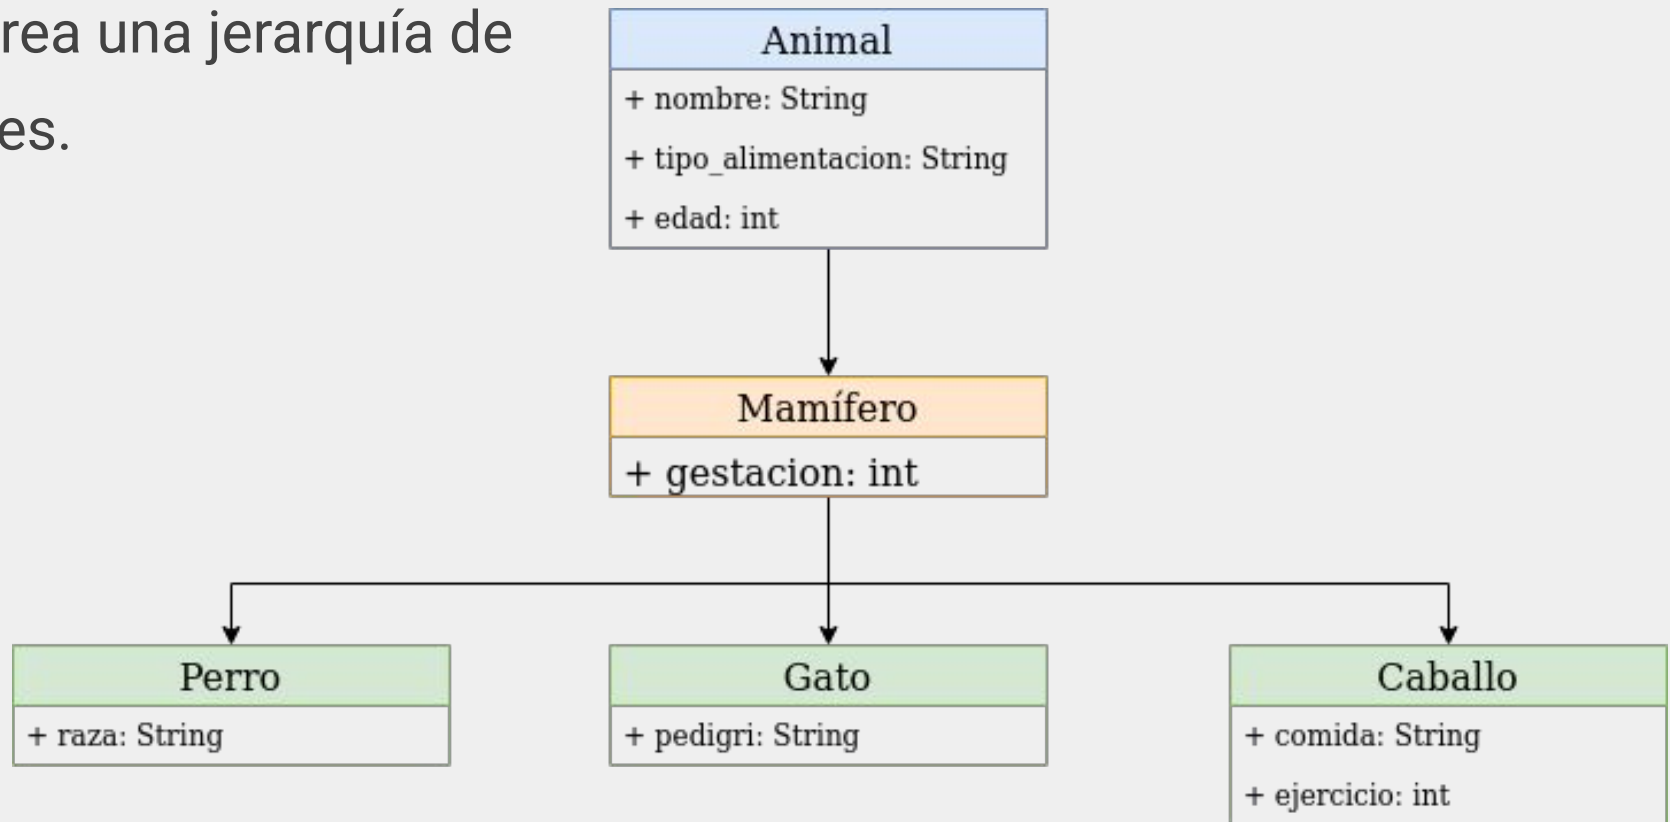 rea una jerarquía de
es.
Animal
+ nombre: String
+ tipo_alimentacion: String
+ edad: int
Mamífero
+ gestacion: int
Perro
+ raza: String
Gato
+ pedigri: String
Caballo
+ comida: String
+ ejercicio: int